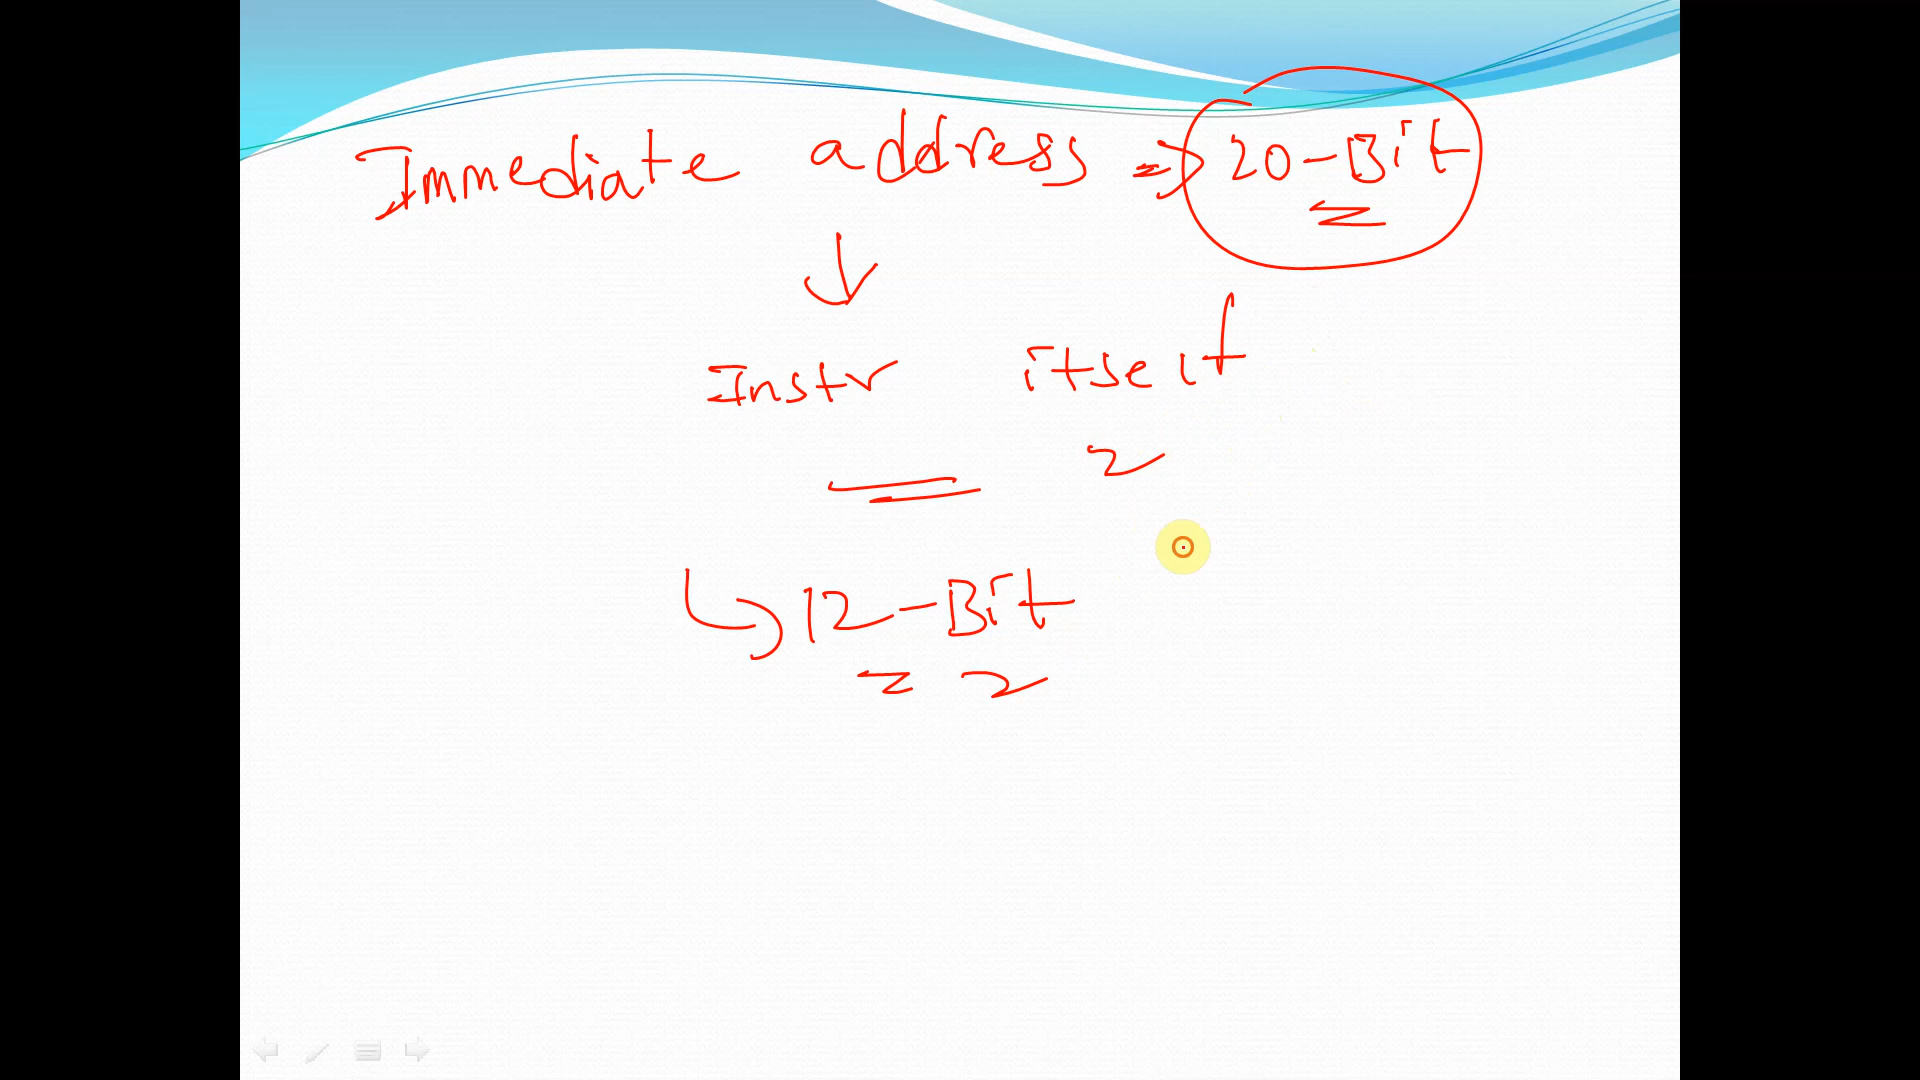 Immediate address => 20-Bit
Instr itself
12-Bit